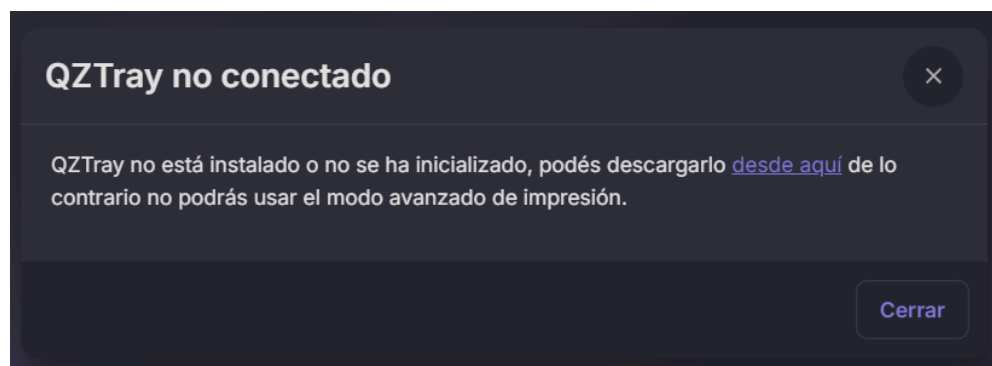 QZTray no conectado
QZTray no está instalado o no se ha inicializado, podés descargarlo desde aquí de lo
contrario no podrás usar el modo avanzado de impresión.
Cerrar